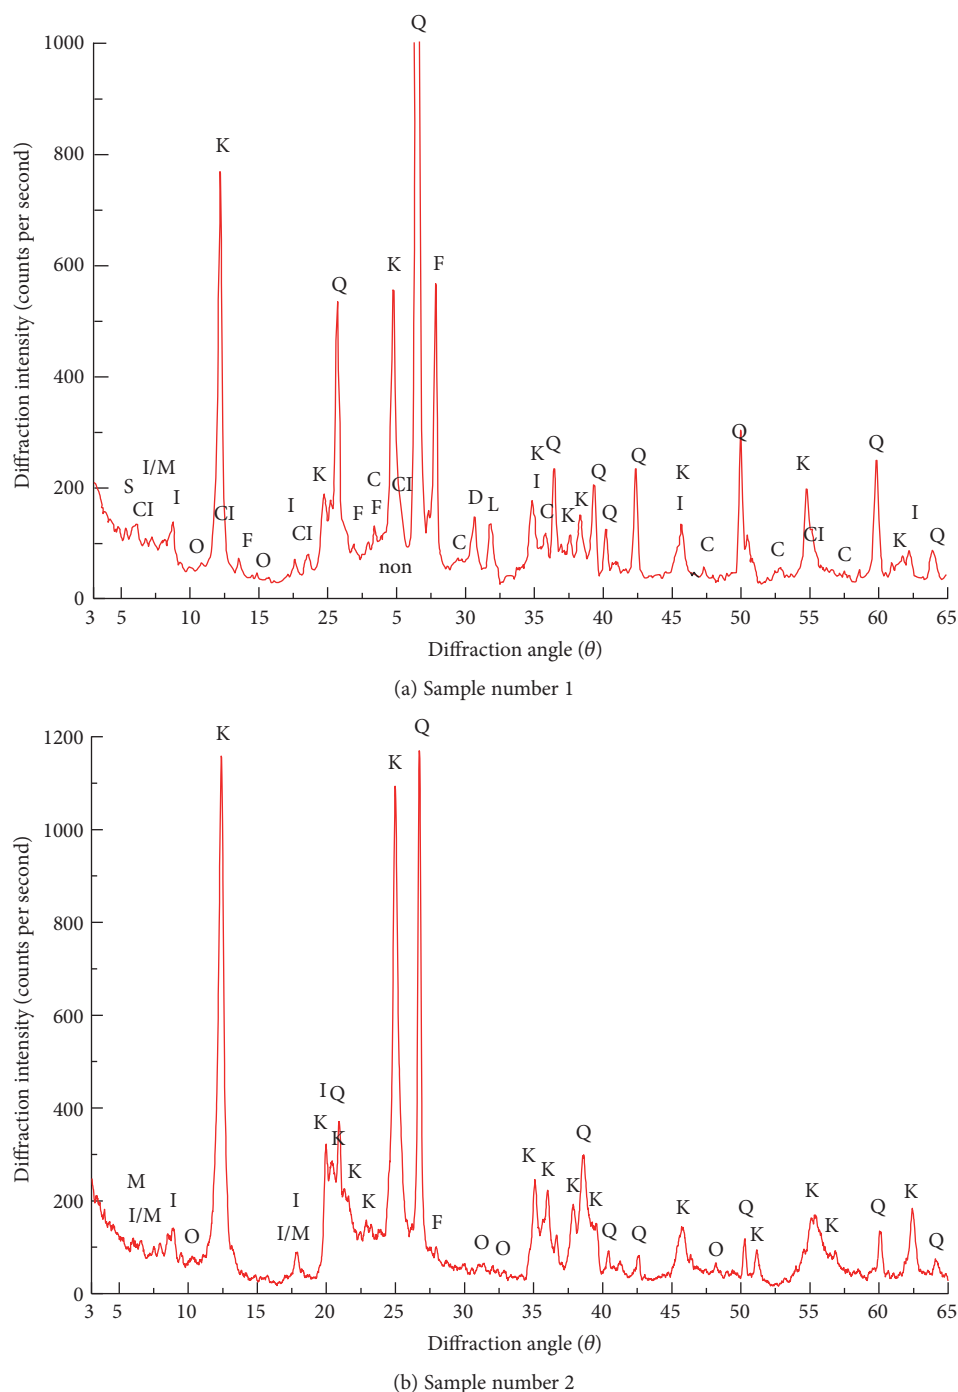 Q
1000
K
800
Diffraction intensity (counts per second)
600
K
F
Q
400
Q
K
Q
Q
I/M
K
K
C
K
Q
S
I
CI
I
Q
I
200
CI
CI
I
F
D
L
C
K
K
Q
CI
I
CI
F
C
C
C
C
K
Q
O
F
O
non
0
3 5 10 15 25 5 30 35 40 45 50 55 60 65
Diffraction angle (θ)
(a) Sample number 1
1200
K
Q
K
1000
Diffraction intensity (counts per second)
800
600
400
I Q
K
K
Q
K
K
M
I
I
K
K
K
K
K
K
K
200
I/M
I/M
K
F
Q
Q
Q
K
K
Q
O
O
O
O
Q
0
3 5 10 15 20 25 30 35 40 45 50 55 60 65
Diffraction angle (θ)
(b) Sample number 2